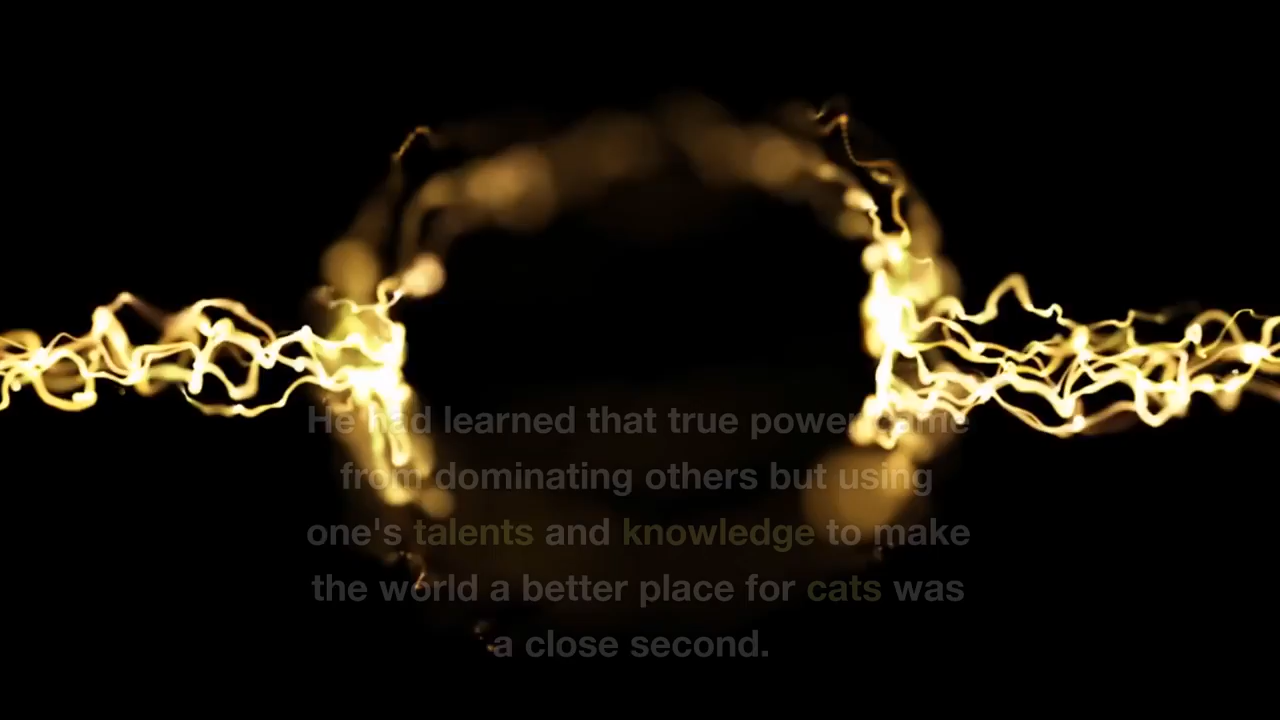 He had learned that true power came
from dominating others but using
one's talents and knowledge to make
the world a better place for cats was
a close second.